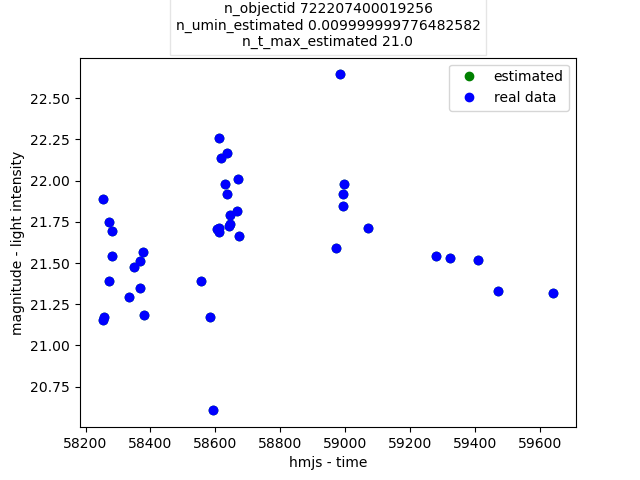 n_objectid 722207400019256
n_umin_estimated 0.009999999776482582
n_t_max_estimated 21.0
estimated
real data
22.50
22.25
22.00
21.75
21.50
21.25
21.00
20.75
magnitude - light intensity
58200 58400 58600 58800 59000 59200 59400 59600
hmjs - time